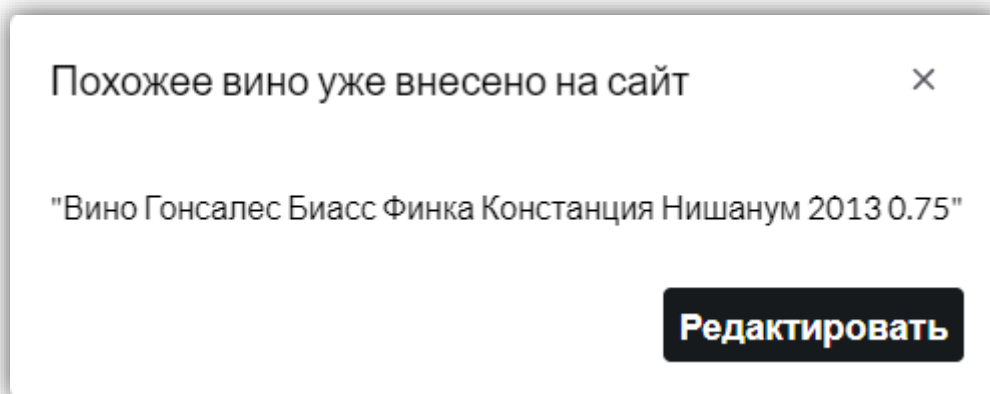 Похожее вино уже внесено на сайт
"Вино Гонсалес Биасс Финка Констанция Нишанум 2013 0.75"
Редактировать